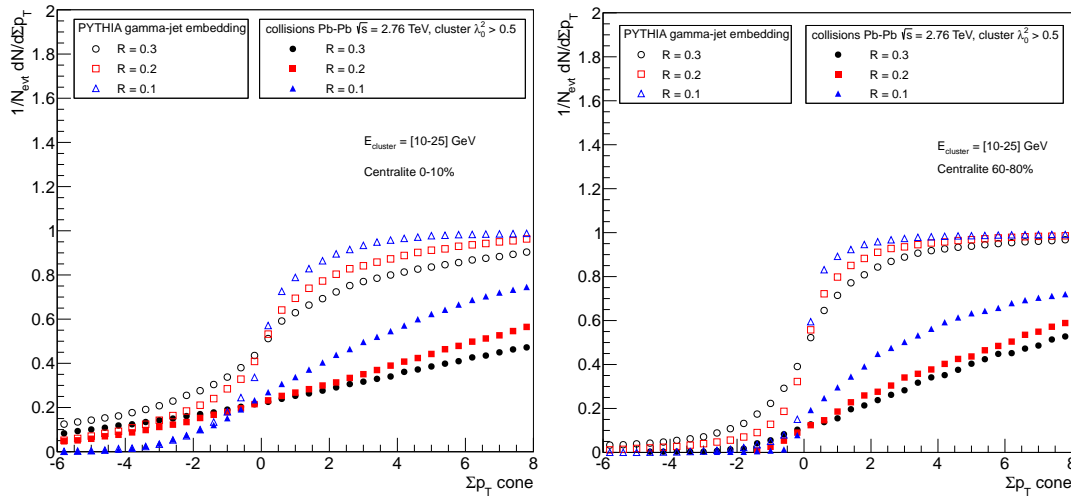 1/N_evt dN/dΣp_T
2
1.8
1.6
1.4
1.2
1
0.8
0.6
0.4
0.2
0
PYTHIA gamma-jet embedding
R = 0.3
R = 0.2
R = 0.1
collisions Pb-Pb √s = 2.76 TeV, cluster λ₀² > 0.5
R = 0.3
R = 0.2
R = 0.1
E_cluster = [10-25] GeV
Centralite 0-10%
-6 -4 -2 0 2 4 6 8
Σp_T cone
1/N_evt dN/dΣp_T
2
1.8
1.6
1.4
1.2
1
0.8
0.6
0.4
0.2
0
PYTHIA gamma-jet embedding
R = 0.3
R = 0.2
R = 0.1
collisions Pb-Pb √s = 2.76 TeV, cluster λ₀² > 0.5
R = 0.3
R = 0.2
R = 0.1
E_cluster = [10-25] GeV
Centralite 60-80%
-6 -4 -2 0 2 4 6 8
Σp_T cone